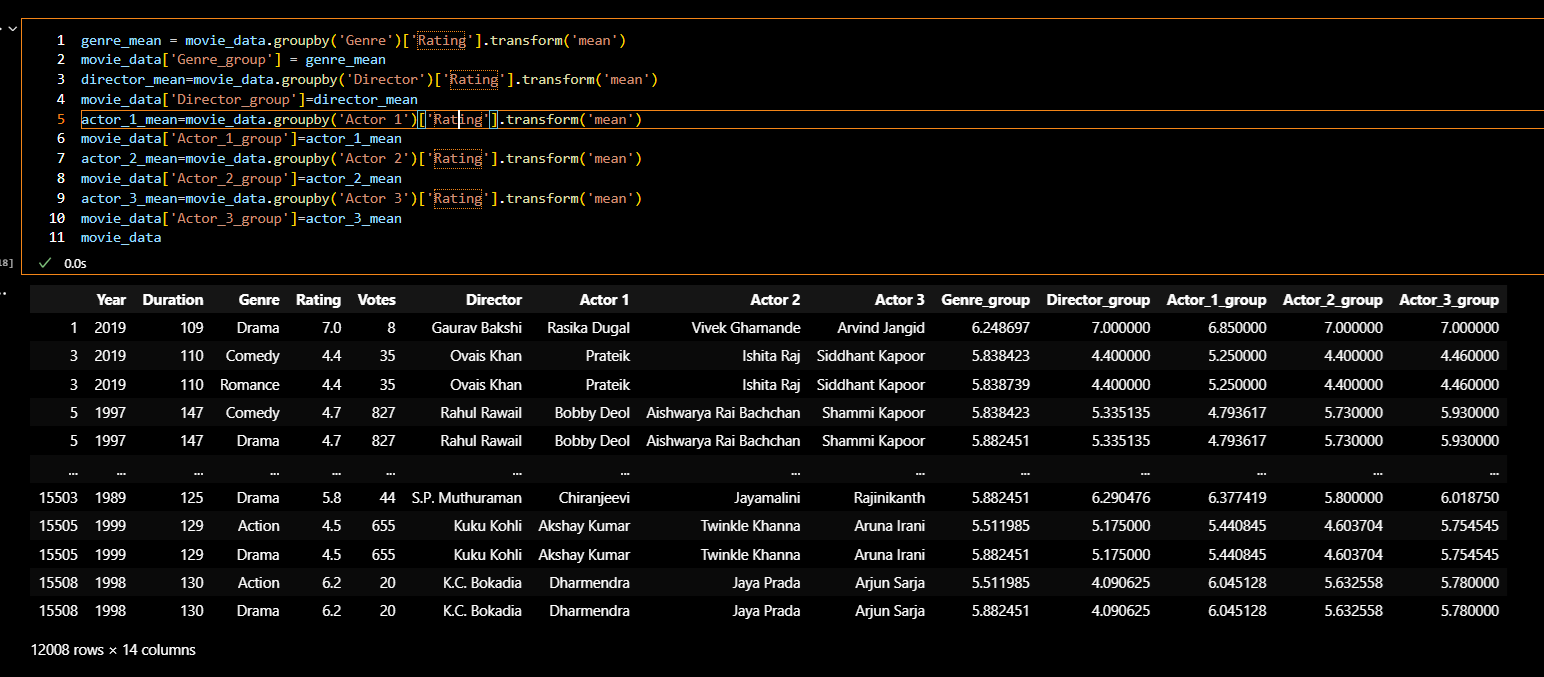 1 genre_mean = movie_data.groupby('Genre')['Rating'].transform('mean')
2 movie_data['Genre_group'] = genre_mean
3 director_mean=movie_data.groupby('Director')['Rating'].transform('mean')
4 movie_data['Director_group']=director_mean
5 actor_1_mean=movie_data.groupby('Actor 1')['Rating'].transform('mean')
6 movie_data['Actor_1_group']=actor_1_mean
7 actor_2_mean=movie_data.groupby('Actor 2')['Rating'].transform('mean')
8 movie_data['Actor_2_group']=actor_2_mean
9 actor_3_mean=movie_data.groupby('Actor 3')['Rating'].transform('mean')
10 movie_data['Actor_3_group']=actor_3_mean
11 movie_data
8] 0.0s
Year Duration Genre Rating Votes Director Actor 1 Actor 2 Actor 3 Genre_group Director_group Actor_1_group Actor_2_group Actor_3_group
1 2019 109 Drama 7.0 8 Gaurav Bakshi Rasika Dugal Vivek Ghamande Arvind Jangid 6.248697 7.000000 6.850000 7.000000 7.000000
3 2019 110 Comedy 4.4 35 Ovais Khan Prateik Ishita Raj Siddhant Kapoor 5.838423 4.400000 5.250000 4.400000 4.460000
3 2019 110 Romance 4.4 35 Ovais Khan Prateik Ishita Raj Siddhant Kapoor 5.838739 4.400000 5.250000 4.400000 4.460000
5 1997 147 Comedy 4.7 827 Rahul Rawail Bobby Deol Aishwarya Rai Bachchan Shammi Kapoor 5.838423 5.335135 4.793617 5.730000 5.930000
5 1997 147 Drama 4.7 827 Rahul Rawail Bobby Deol Aishwarya Rai Bachchan Shammi Kapoor 5.882451 5.335135 4.793617 5.730000 5.930000
... ... ... ... ... ... ... ... ... ... ... ... ... ... ...
15503 1989 125 Drama 5.8 44 S.P. Muthuraman Chiranjeevi Jayamalini Rajinikanth 5.882451 6.290476 6.377419 5.800000 6.018750
15505 1999 129 Action 4.5 655 Kuku Kohli Akshay Kumar Twinkle Khanna Aruna Irani 5.511985 5.175000 5.440845 4.603704 5.754545
15505 1999 129 Drama 4.5 655 Kuku Kohli Akshay Kumar Twinkle Khanna Aruna Irani 5.882451 5.175000 5.440845 4.603704 5.754545
15508 1998 130 Action 6.2 20 K.C. Bokadia Dharmendra Jaya Prada Arjun Sarja 5.511985 4.090625 6.045128 5.632558 5.780000
15508 1998 130 Drama 6.2 20 K.C. Bokadia Dharmendra Jaya Prada Arjun Sarja 5.882451 4.090625 6.045128 5.632558 5.780000
12008 rows × 14 columns